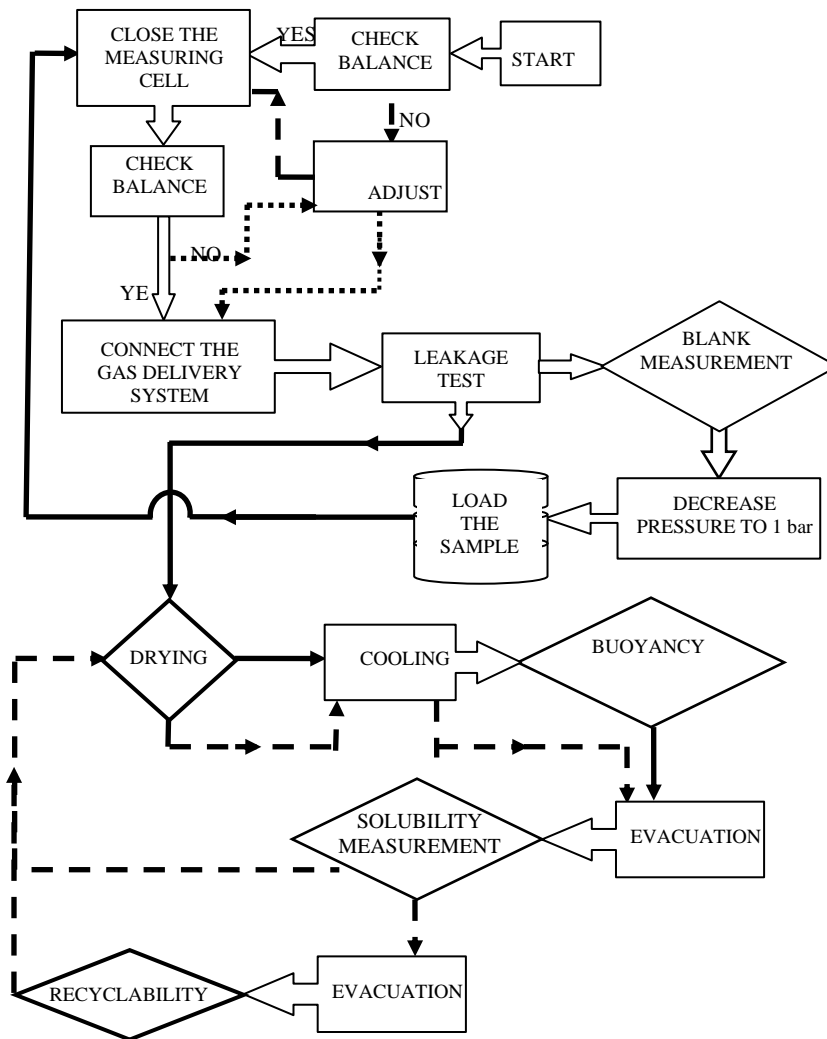 CLOSE THE
MEASURING
CELL
YES
CHECK
BALANCE
START
NO
CHECK
BALANCE
ADJUST
NO
YE
CONNECT THE
GAS DELIVERY
SYSTEM
LEAKAGE
TEST
BLANK
MEASUREMENT
LOAD
THE
SAMPLE
DECREASE
PRESSURE TO 1 bar
DRYING
COOLING
BUOYANCY
SOLUBILITY
MEASUREMENT
EVACUATION
RECYCLABILITY
EVACUATION